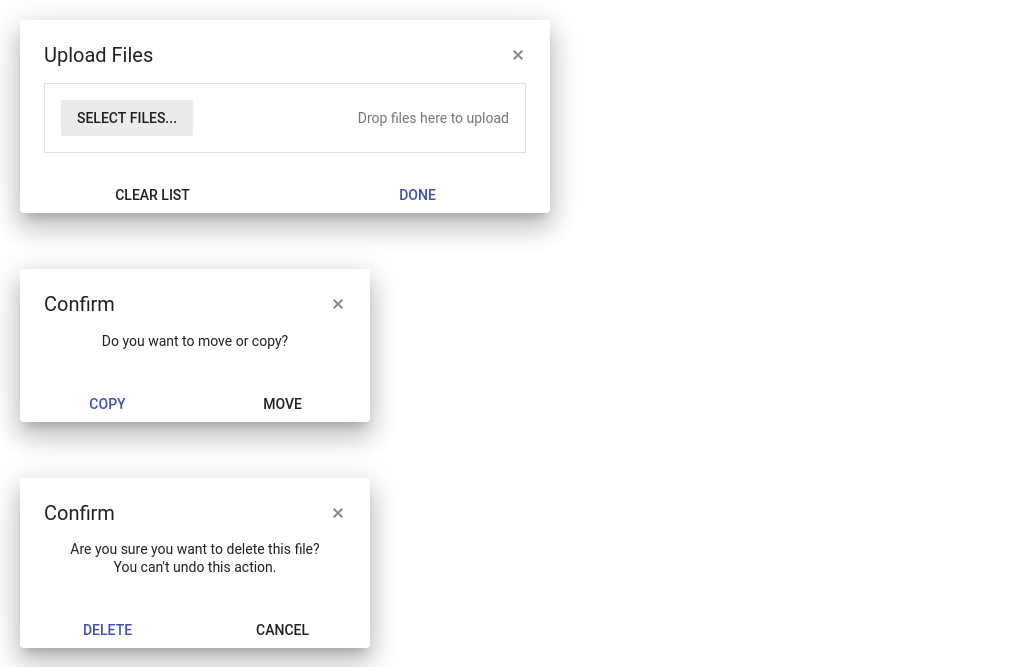 Upload Files
SELECT FILES...
Drop files here to upload
CLEAR LIST
DONE
Confirm
Do you want to move or copy?
COPY
MOVE
Confirm
Are you sure you want to delete this file?
You can't undo this action.
DELETE
CANCEL